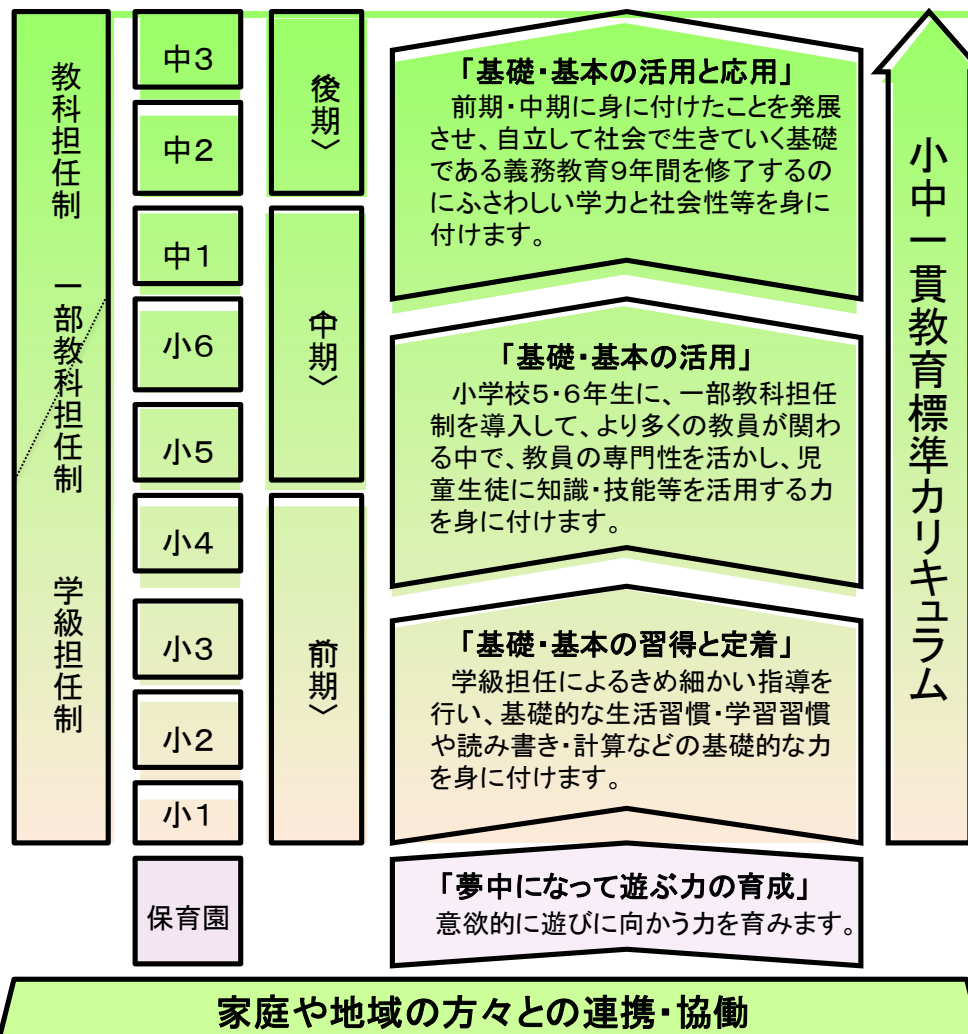 教科担任制
一部教科担任制
学級担任制
中3
中2
中1
小6
小5
小4
小3
小2
小1
保育園
後期〉
中期〉
前期〉
「基礎・基本の活用と応用」
前期・中期に身に付けたことを発展
させ、自立して社会で生きていく基礎
である義務教育9年間を修了するの
にふさわしい学力と社会性等を身に
付けます。
「基礎・基本の活用」
小学校5・6年生に、一部教科担任
制を導入して、より多くの教員が関わ
る中で、教員の専門性を活かし、児
童生徒に知識・技能等を活用する力
を身に付けます。
「基礎・基本の習得と定着」
学級担任によるきめ細かい指導を
行い、基礎的な生活習慣・学習習慣
や読み書き・計算などの基礎的な力
を身に付けます。
「夢中になって遊ぶ力の育成」
意欲的に遊びに向かう力を育みます。
小中一貫教育標準カリキュラム
家庭や地域の方々との連携・協働